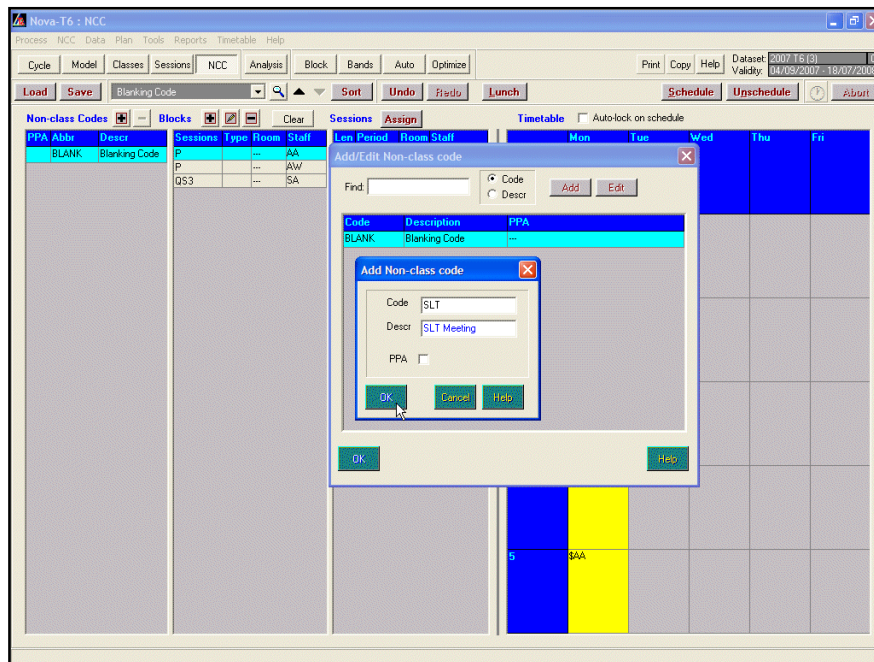 Nova-T6 : NCC
Process NCC Data Plan Tools Reports Timetable Help
Cycle Model Classes Sessions NCC Analysis Block Bands Auto Optimize Print Copy Help Dataset: 2007 T6 (3)
Validity: 04/09/2007 - 18/07/2008
Load Save Blanking Code Sort Undo Redo Lunch Schedule Unschedule Abort
Non-class Codes Blocks Clear Sessions Assign Timetable Auto-lock on schedule
PPA Abbr Descr Sessions Type Room Staff Len Period Room Staff Mon Tue Wed Thu Fri
BLANK Blanking Code P --- AA
P --- AW
QS3 --- SA
Add/Edit Non-class code
Find: Code Add Edit
Descr
Code Description PPA
BLANK Blanking Code ---
Add Non-class code
Code SLT
Descr SLT Meeting
PPA
OK Cancel Help
OK Help
5 $AA